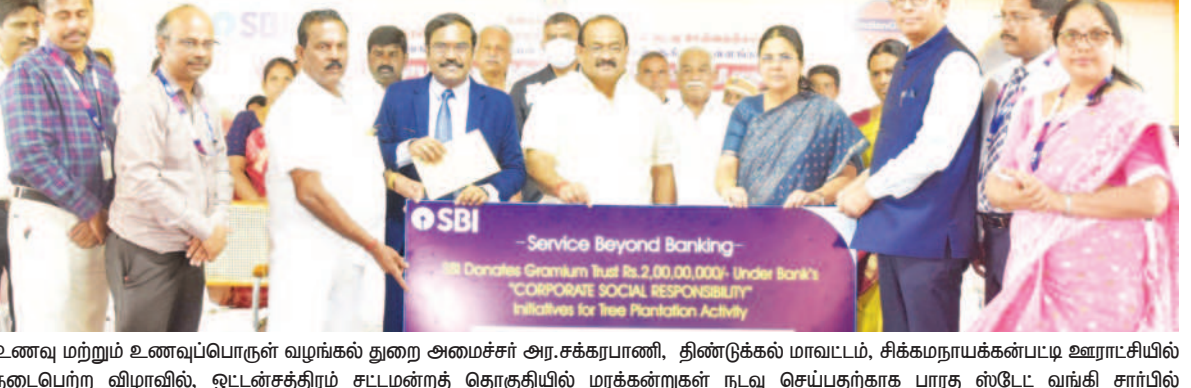 SBI
SBI
-Service Beyond Banking-
SBI Donates Gramium Trust Rs.2,00,00,000/- Under Bank's
"CORPORATE SOCIAL RESPONSIBILITY"
Initiatives for Tree Plantation Activity
உணவு மற்றும் உணவுப்பொருள் வழங்கல் துறை அமைச்சர் அர.சக்கரபாணி, திண்டுக்கல் மாவட்டம், சிக்கமநாயக்கன்பட்டி ஊராட்சியில்
நடைபெற்ற விழாவில், ஒட்டன்சத்திரம் சட்டமன்றத் தொகுதியில் மரக்கன்றுகள் நடவு செய்பதற்காக பாரத ஸ்டேட் வங்கி சார்பில்